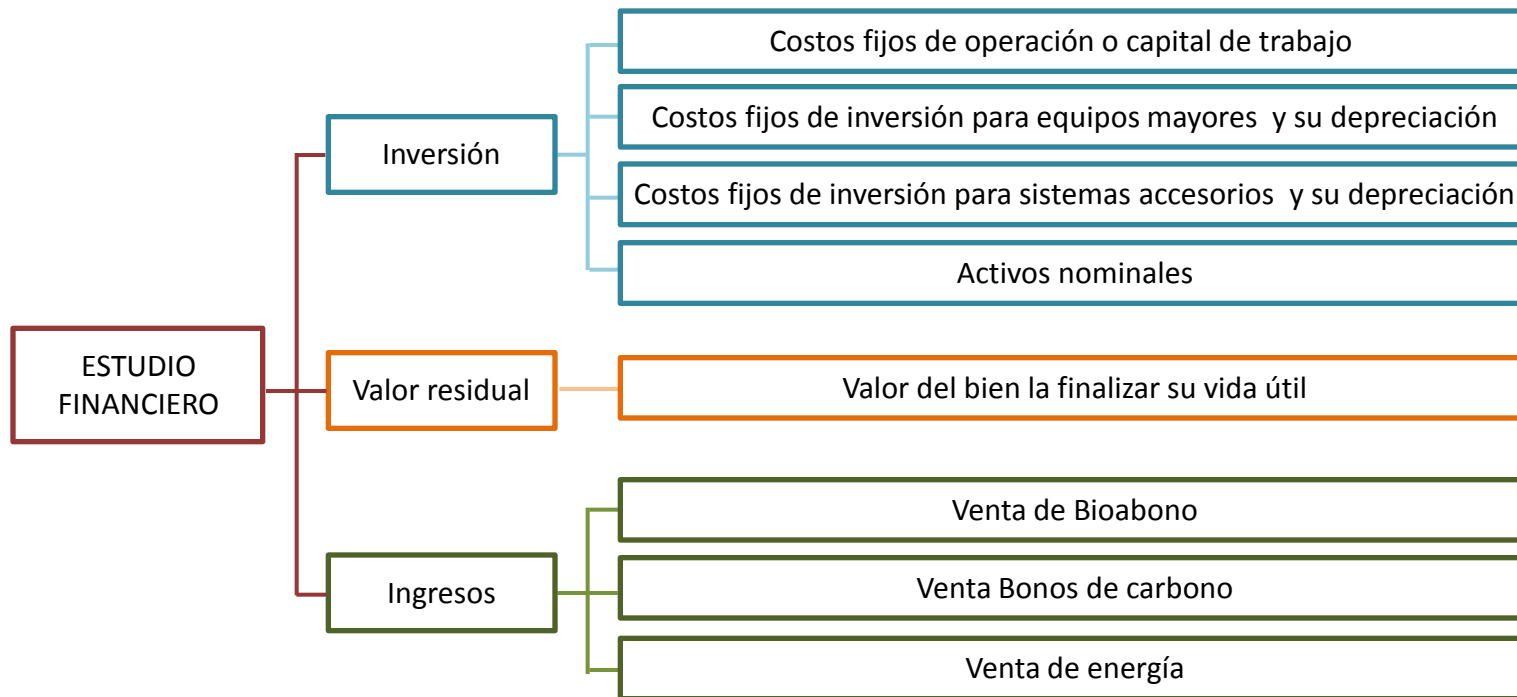 ESTUDIO
FINANCIERO
Inversión
Costos fijos de operación o capital de trabajo
Costos fijos de inversión para equipos mayores  y su depreciación
Costos fijos de inversión para sistemas accesorios  y su depreciación
Activos nominales
Valor residual
Valor del bien la finalizar su vida útil
Ingresos
Venta de Bioabono
Venta Bonos de carbono
Venta de energía